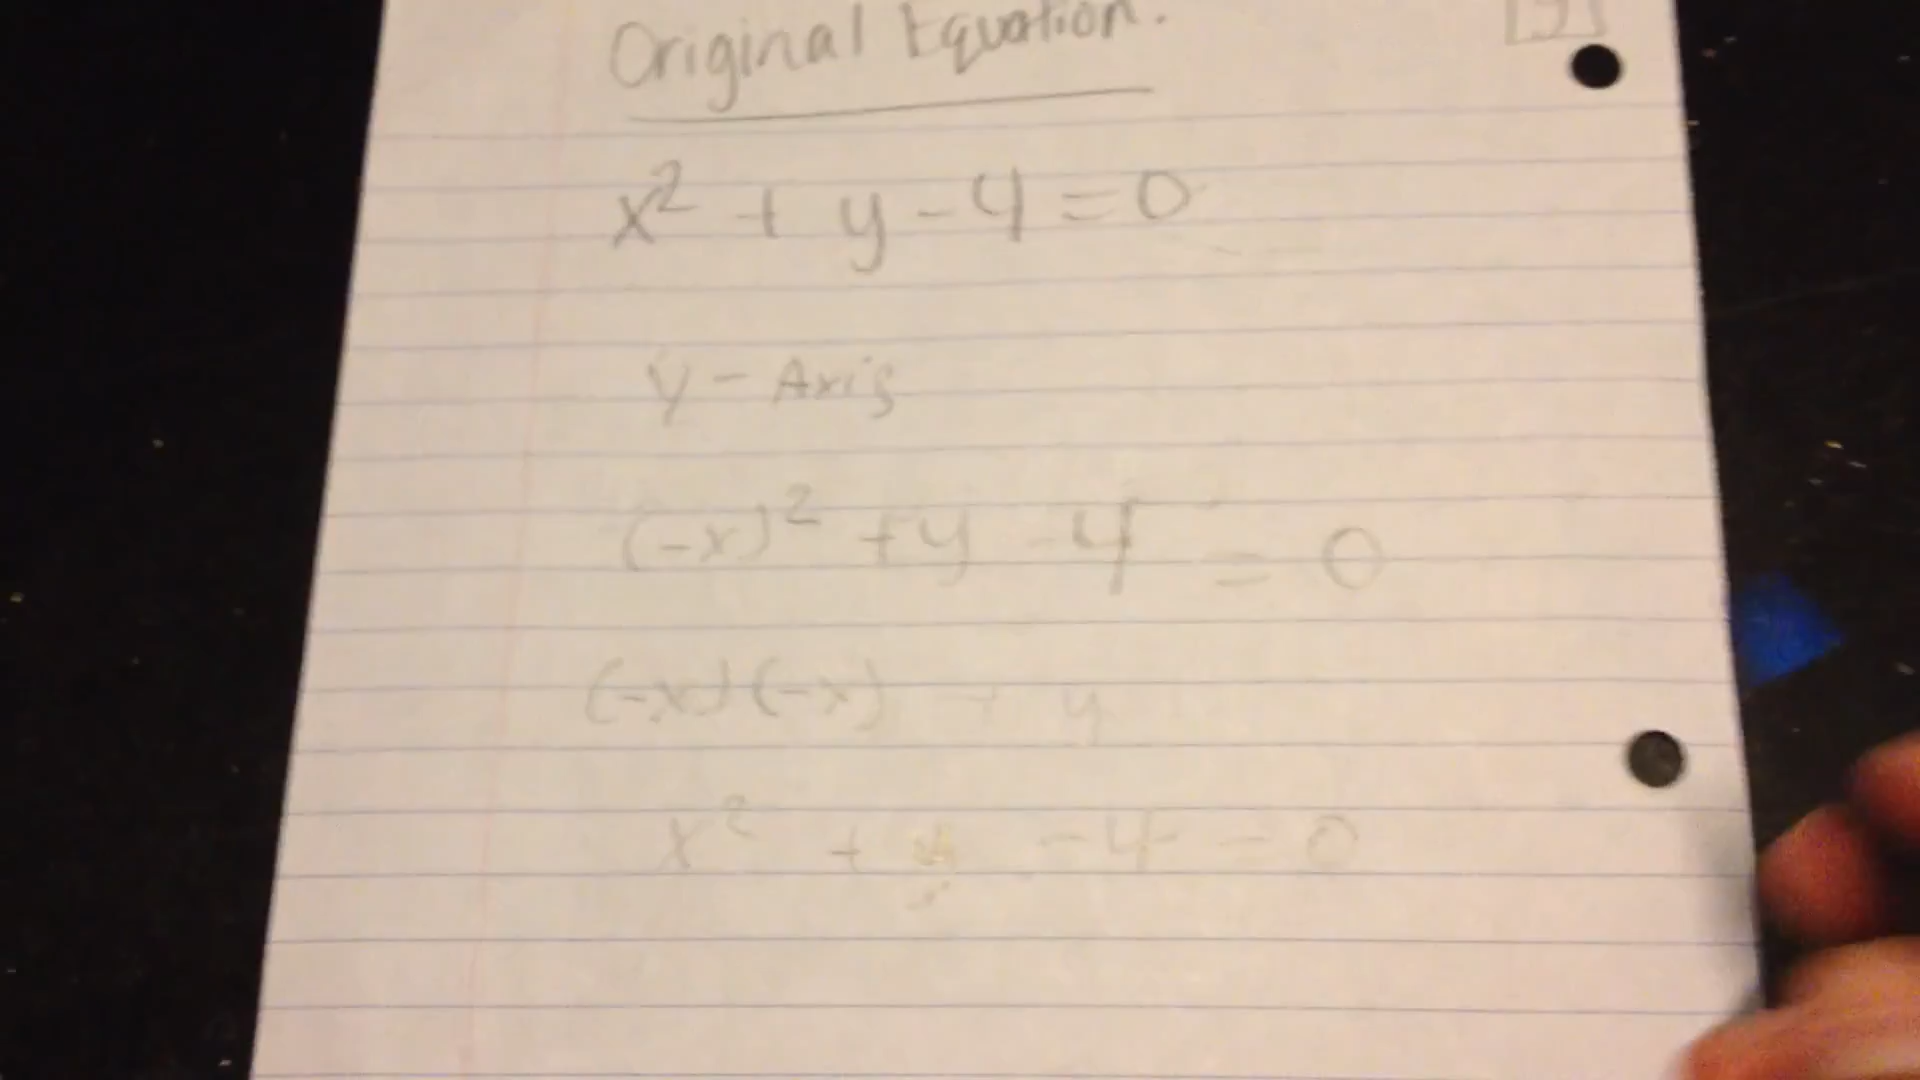 Original Equation.
x² + y - 4 = 0
y - Axis
(-x)² + y - 4 = 0
(-x)(-x) + y
x² + y - 4 = 0